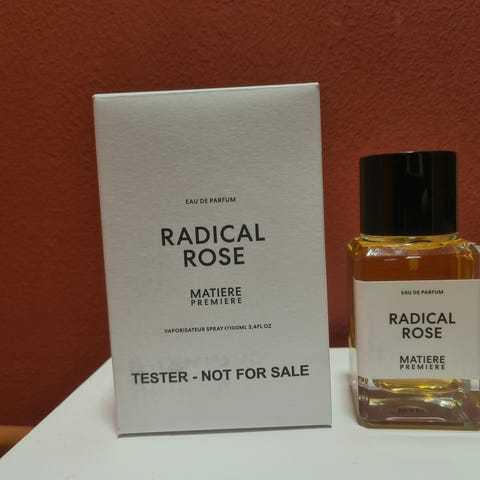 EAU DE PARFUM
RADICAL
ROSE
MATIERE
PREMIERE
VAPORISATEUR SPRAY ℮100ML 3,4FL OZ
TESTER - NOT FOR SALE
EAU DE PARFUM
RADICAL
ROSE
MATIERE
PREMIERE